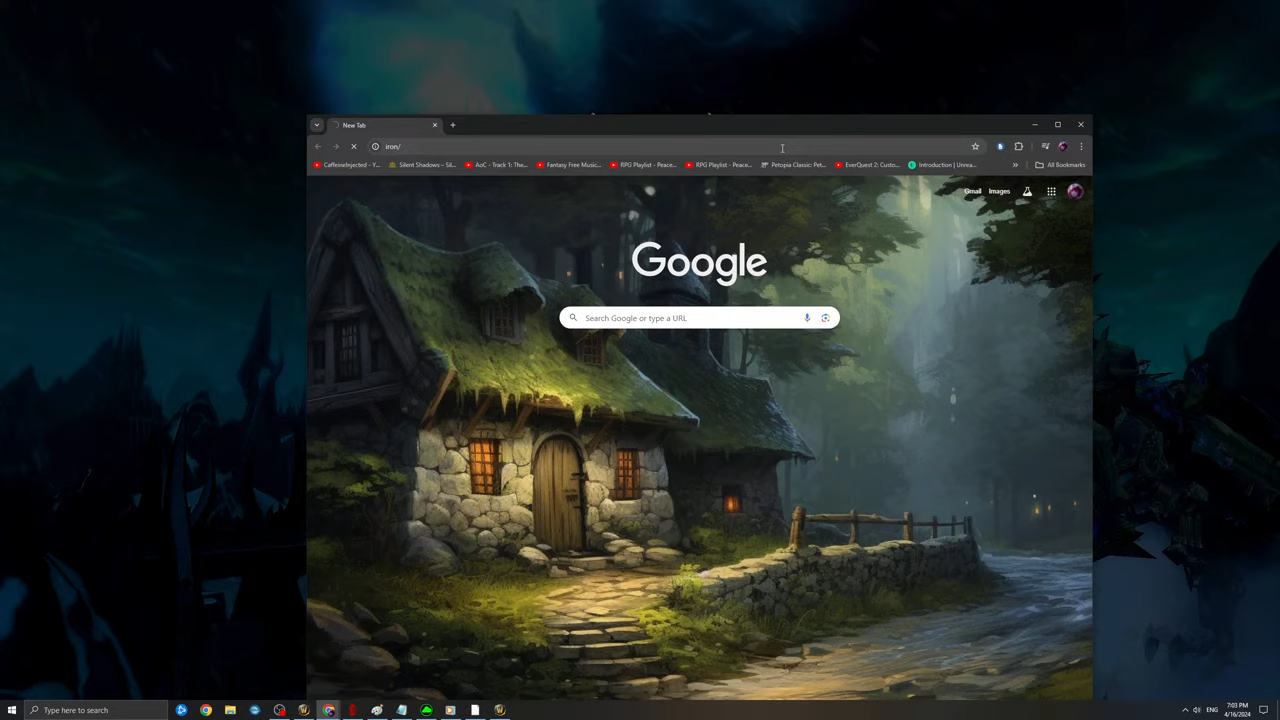 New Tab
iron/
CaffeineInjected - Y...
Silent Shadows – Sil...
AoC - Track 1: The...
Fantasy Free Music...
RPG Playlist - Peace...
RPG Playlist - Peace...
Petopia Classic: Pet...
EverQuest 2: Custo...
Introduction | Unrea...
»
All Bookmarks
Gmail
Images
Google
Search Google or type a URL
Type here to search
ENG
7:03 PM
4/16/2024